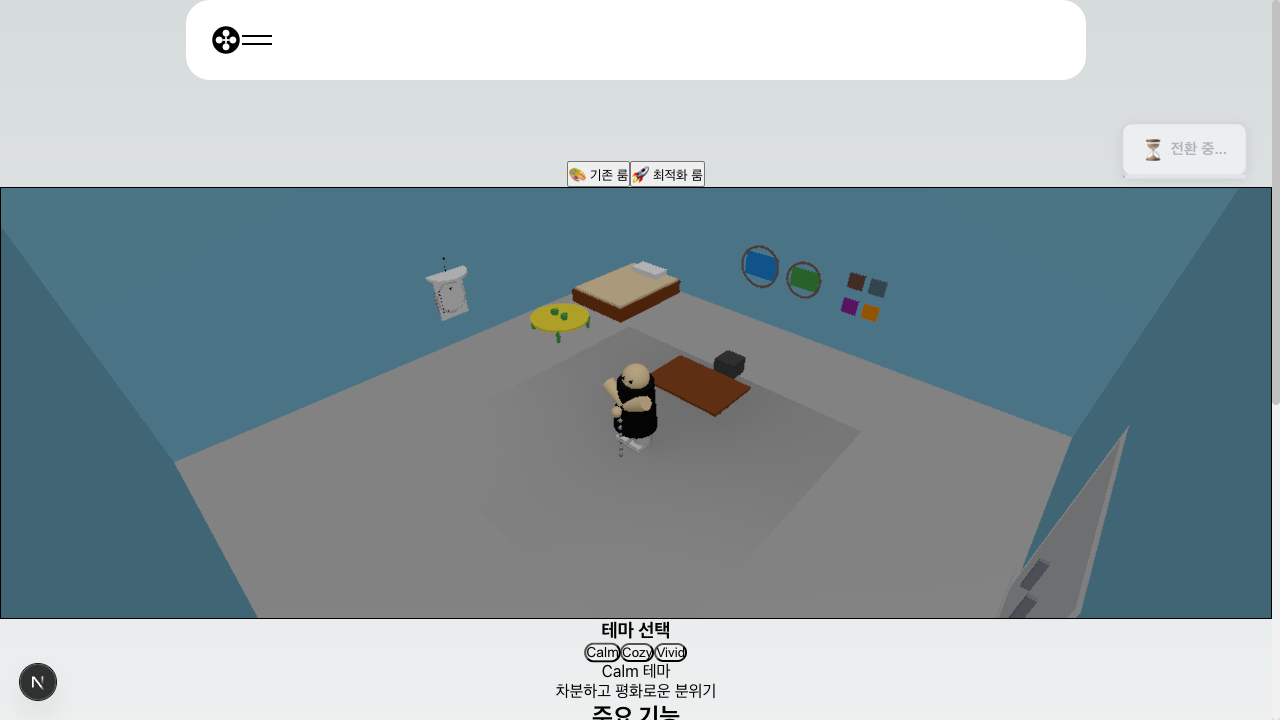 전환 중...
기존 룸 최적화 룸
테마 선택
Calm Cozy Vivid
Calm 테마
차분하고 평화로운 분위기
주요 기능
N